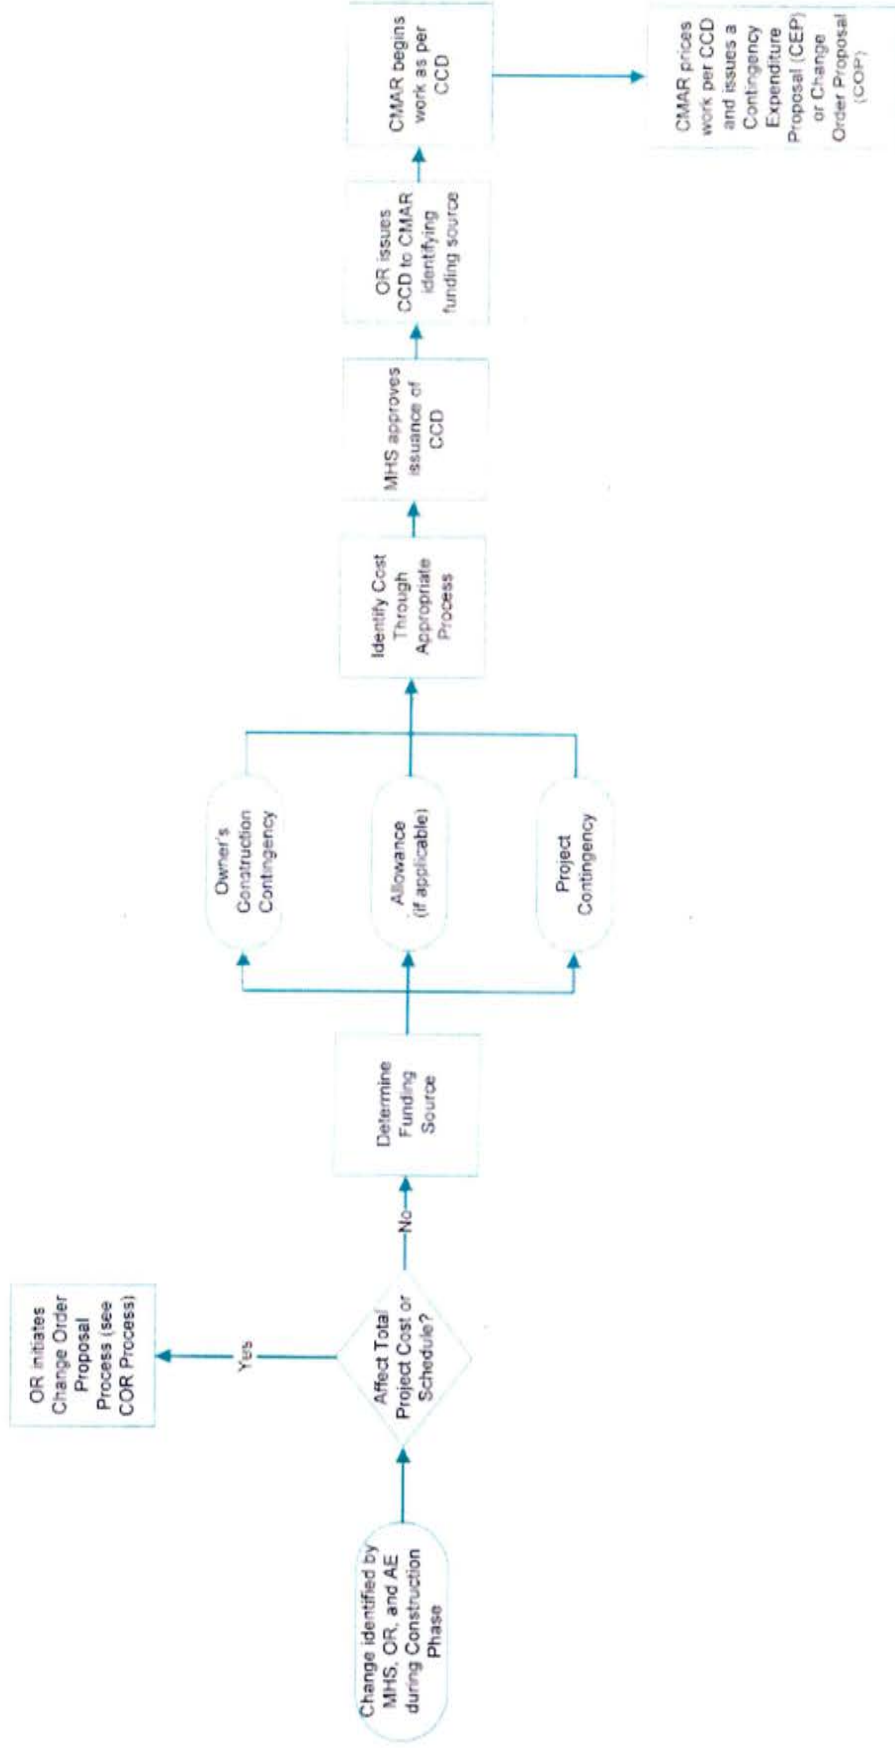 Change identified by
MHS, OR, and AE
during Construction
Phase
Affect Total
Project Cost or
Schedule?
Yes
OR initiates
Change Order
Proposal
Process (see
COR Process)
No
Determine
Funding
Source
Owner's
Construction
Contingency
Allowance
(if applicable)
Project
Contingency
Identify Cost
Through
Appropriate
Process
MHS approves
issuance of
CCD
OR issues
CCD to CMAR
identifying
funding source
CMAR begins
work as per
CCD
CMAR prices
work per CCD
and issues a
Contingency
Expenditure
Proposal (CEP)
or Change
Order Proposal
(COP)